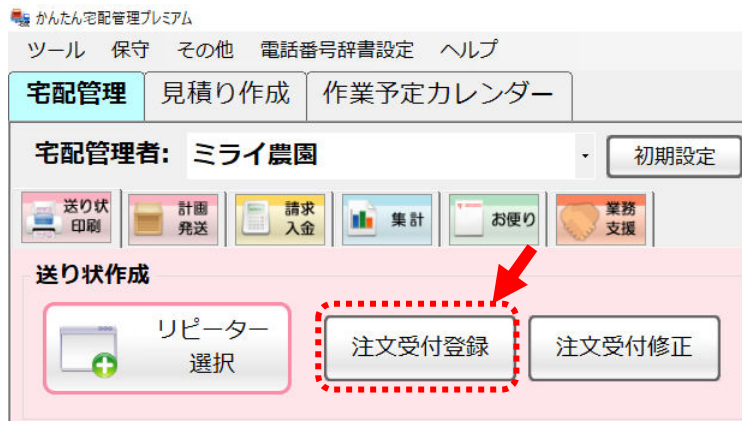 かんたん宅配管理プレミアム
ツール 保守 その他 電話番号辞書設定 ヘルプ
宅配管理 見積り作成 作業予定カレンダー
宅配管理者: ミライ農園 初期設定
送り状印刷 計画発送 請求入金 集計 お便り 業務支援
送り状作成
リピーター選択 注文受付登録 注文受付修正